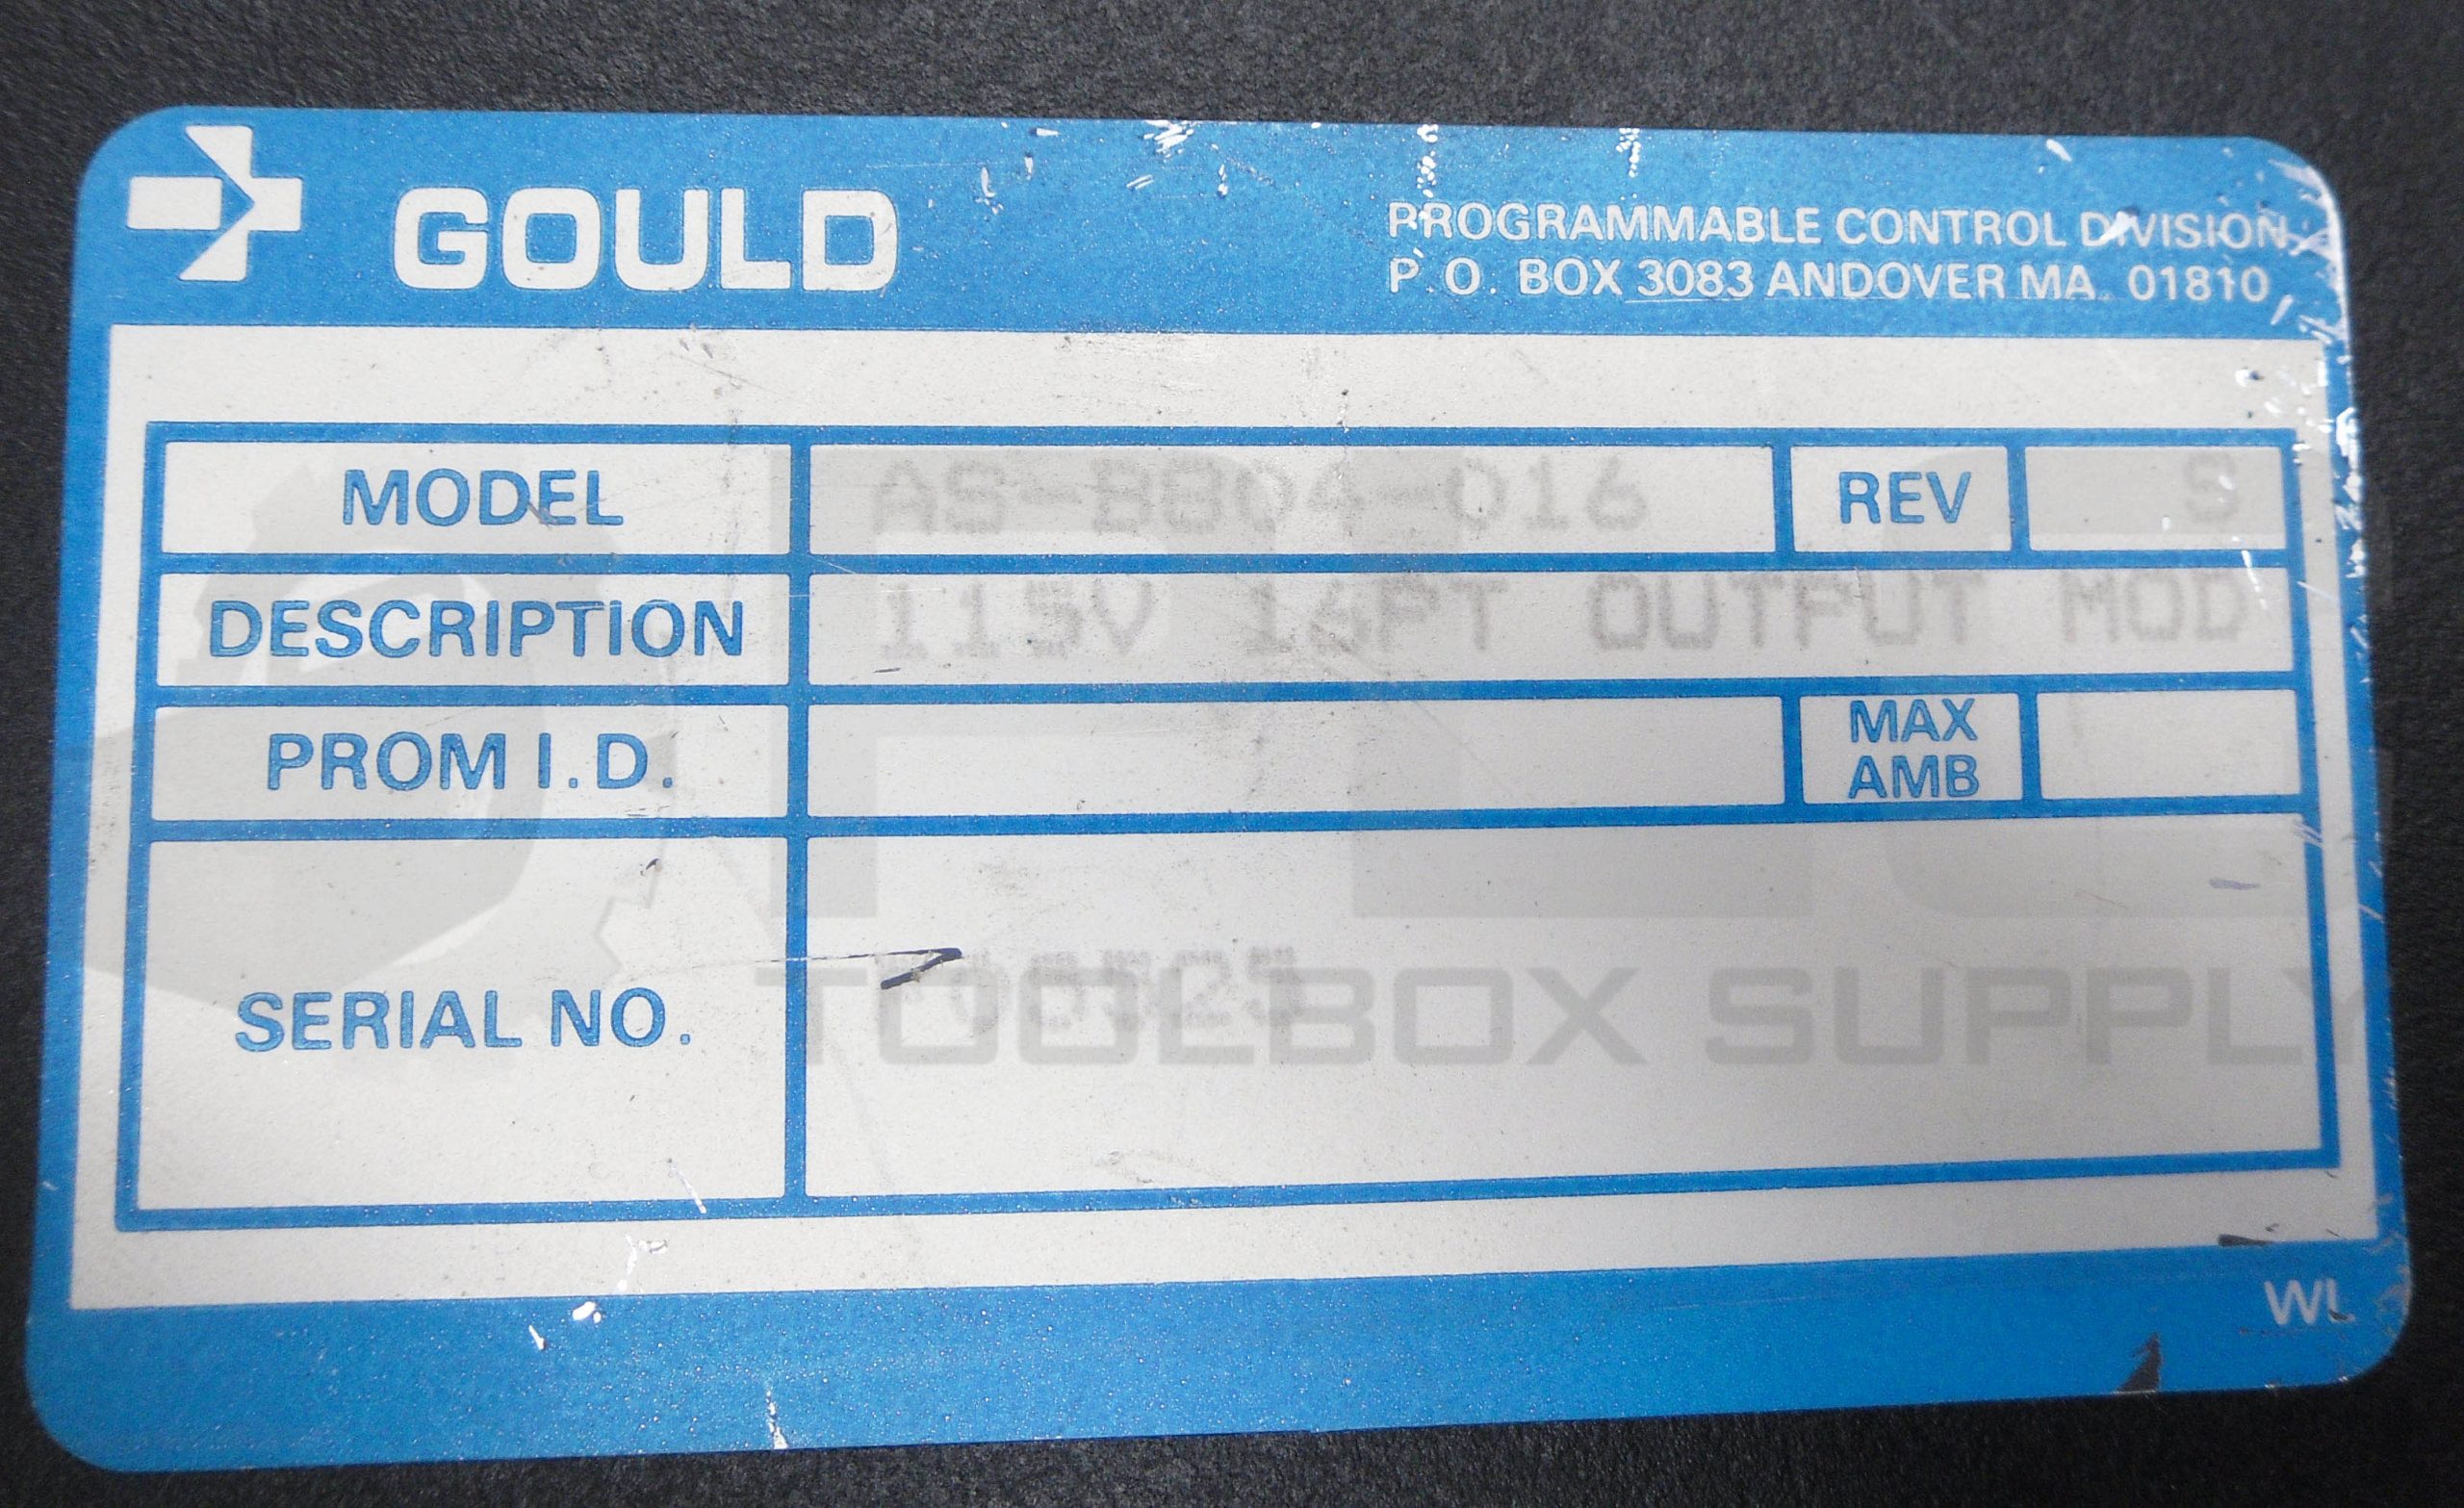 GOULD
PROGRAMMABLE CONTROL DIVISION
P.O. BOX 3083 ANDOVER MA. 01810
MODEL AS-B804-016 REV
DESCRIPTION 115V 16PT OUTPUT MOD
PROM I.D. MAX AMB
SERIAL NO.
TOOLBOX SUPPLY
WL